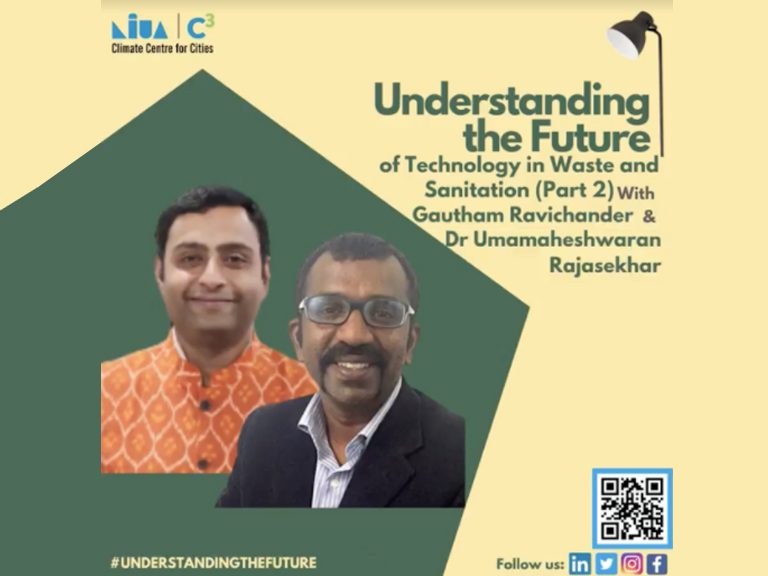 NIUA | C³
Climate Centre for Cities
Understanding
the Future
of Technology in Waste and
Sanitation (Part 2) With
Gautham Ravichander &
Dr Umamaheshwaran
Rajasekhar
#UNDERSTANDINGTHEFUTURE
Follow us: